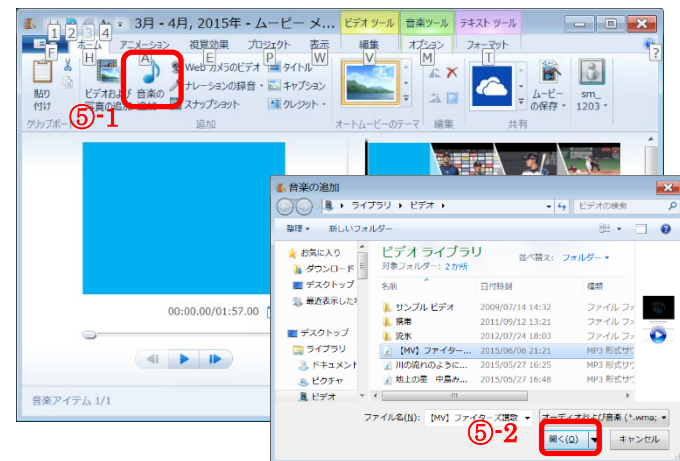 3月 - 4月, 2015年 - ムービー メ... ビデオ ツール 音楽ツール テキスト ツール
1 2 3 4
ホーム アニメーション 視覚効果 プロジェクト 表示 編集 オプション フォーマット
F H A E P W V M T ?
貼り付け
ビデオおよび写真の追加
音楽の追加
Webカメラのビデオ タイトル
ナレーションの録音 キャプション
スナップショット クレジット
ムービーの保存
sm_1203
クリップボード 追加 オートムービーのテーマ 編集 共有
⑤-1
00:00.00/01:57.00
音楽アイテム 1/1
音楽の追加
ライブラリ ビデオ ビデオの検索
整理 新しいフォルダー
お気に入り
ダウンロード
デスクトップ
最近表示した
デスクトップ
ライブラリ
ドキュメント
ピクチャ
ビデオ
ビデオ ライブラリ
対象フォルダー: 2か所
並べ替え: フォルダー
名前 日付時刻 種類
サンプル ビデオ 2009/07/14 14:32 ファイル フ
携帯 2011/09/12 13:21 ファイル フ
流氷 2012/07/24 18:03 ファイル フ
【MV】ファイター... 2015/06/06 21:21 MP3 形式サ
川の流れのように... 2015/05/27 16:25 MP3 形式サ
地上の星 中島み... 2015/05/27 16:48 MP3 形式サ
ファイル名(N): 【MV】ファイターズ讃歌 オーディオおよび音楽 (*.wma;
⑤-2
開く(O) キャンセル